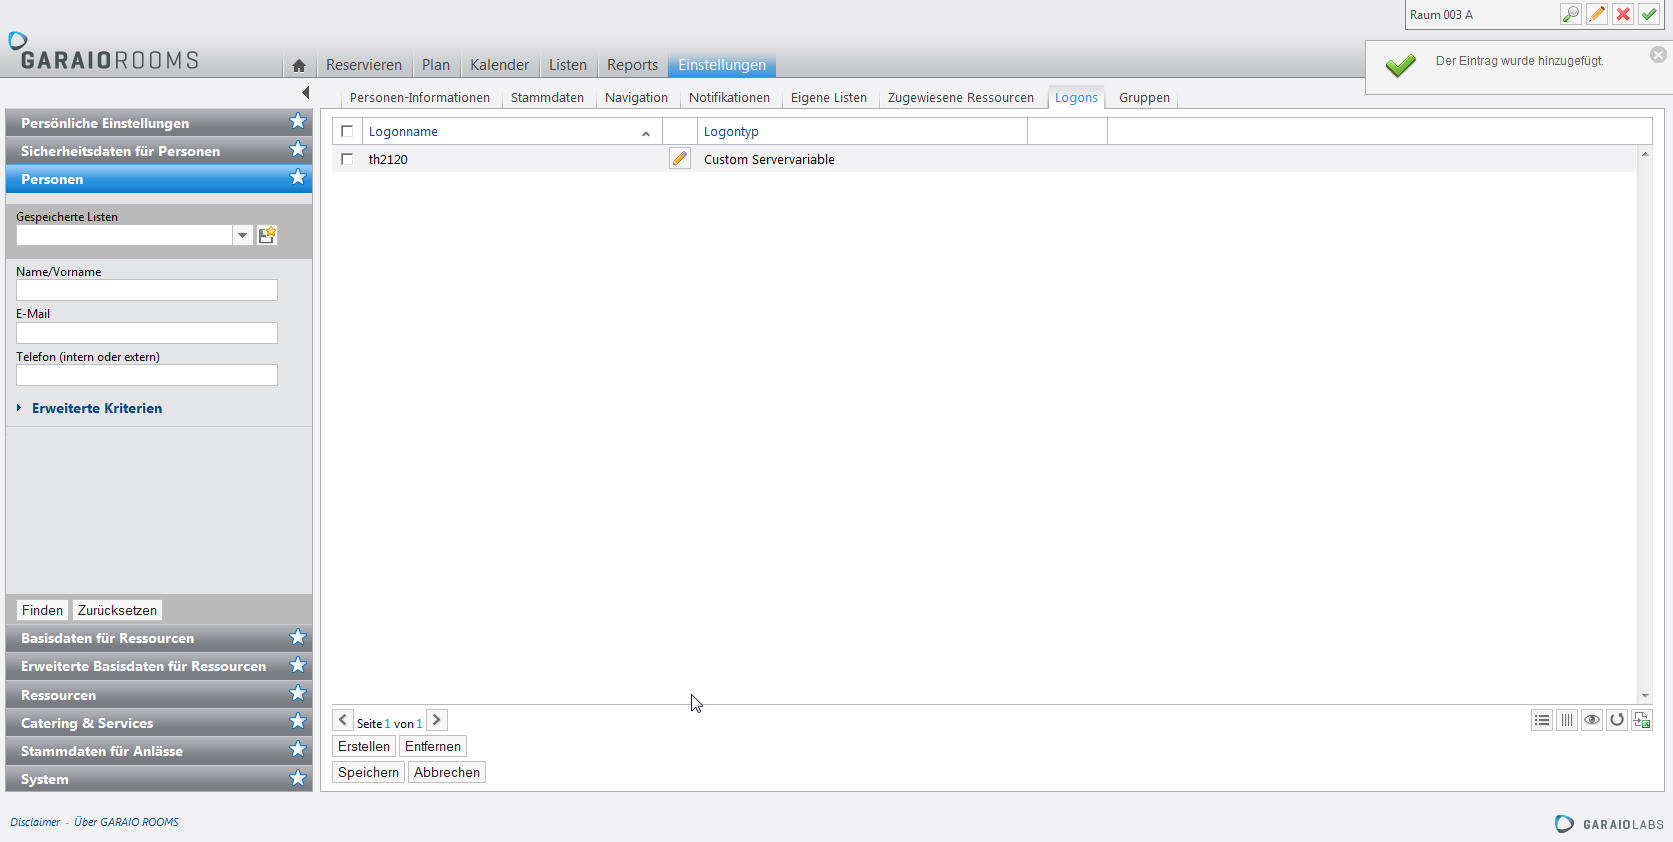 Raum 003 A
Der Eintrag wurde hinzugefügt.
GARAIOROOMS
Reservieren Plan Kalender Listen Reports Einstellungen
Personen-Informationen Stammdaten Navigation Notifikationen Eigene Listen Zugewiesene Ressourcen Logons Gruppen
Persönliche Einstellungen
Sicherheitsdaten für Personen
Personen
Gespeicherte Listen
Name/Vorname
E-Mail
Telefon (intern oder extern)
Erweiterte Kriterien
Finden Zurücksetzen
Basisdaten für Ressourcen
Erweiterte Basisdaten für Ressourcen
Ressourcen
Catering & Services
Stammdaten für Anlässe
System
Logonname Logontyp
th2120 Custom Servervariable
Seite 1 von 1
Erstellen Entfernen
Speichern Abbrechen
Disclaimer - Über GARAIO ROOMS
GARAIOLABS